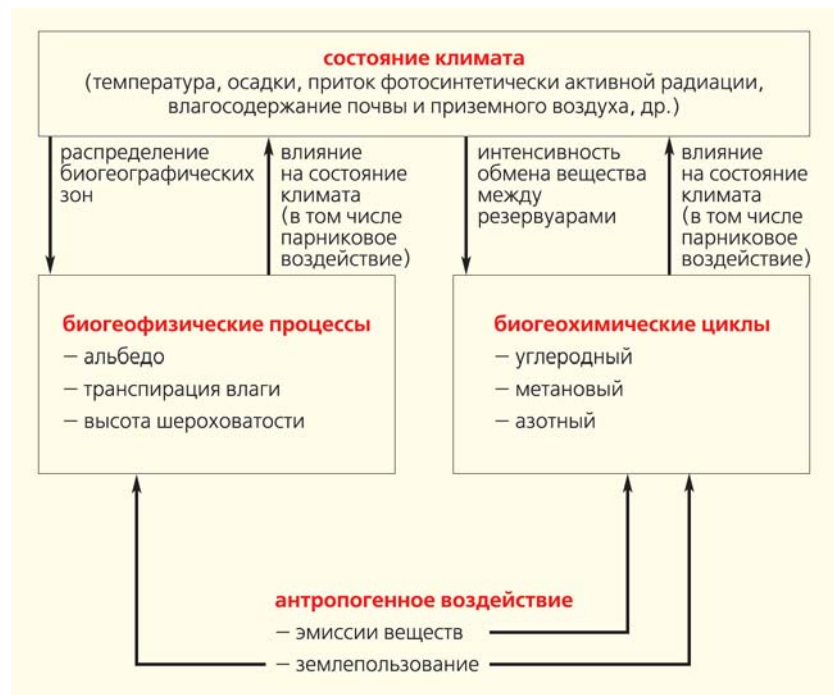 состояние климата
(температура, осадки, приток фотосинтетически активной радиации,
влагосодержание почвы и приземного воздуха, др.)
распределение
биогеографических
зон
влияние
на состояние
климата
(в том числе
парниковое
воздействие)
интенсивность
обмена вещества
между
резервуарами
влияние
на состояние
климата
(в том числе
парниковое
воздействие)
биогеофизические процессы
– альбедо
– транспирация влаги
– высота шероховатости
биогеохимические циклы
– углеродный
– метановый
– азотный
антропогенное воздействие
– эмиссии веществ
– землепользование